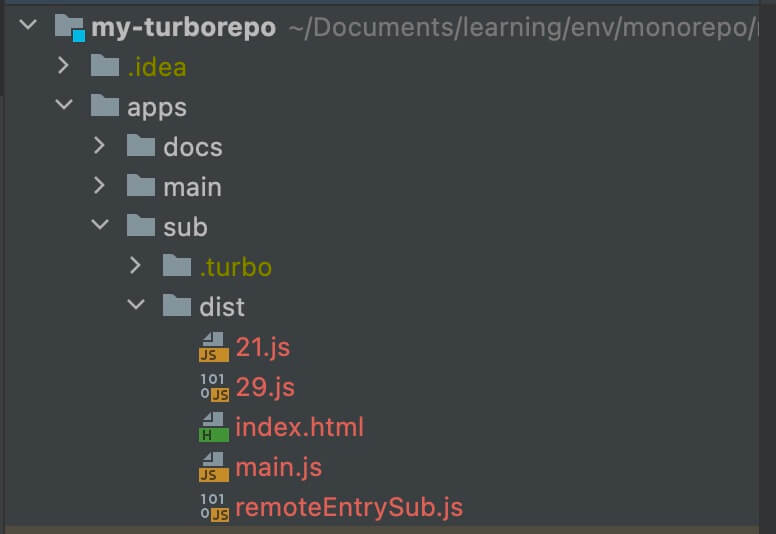 my-turborepo ~/Documents/learning/env/monorepo/
.idea
apps
docs
main
sub
.turbo
dist
JS 21.js
101 0JS 29.js
H index.html
JS main.js
101 0JS remoteEntrySub.js